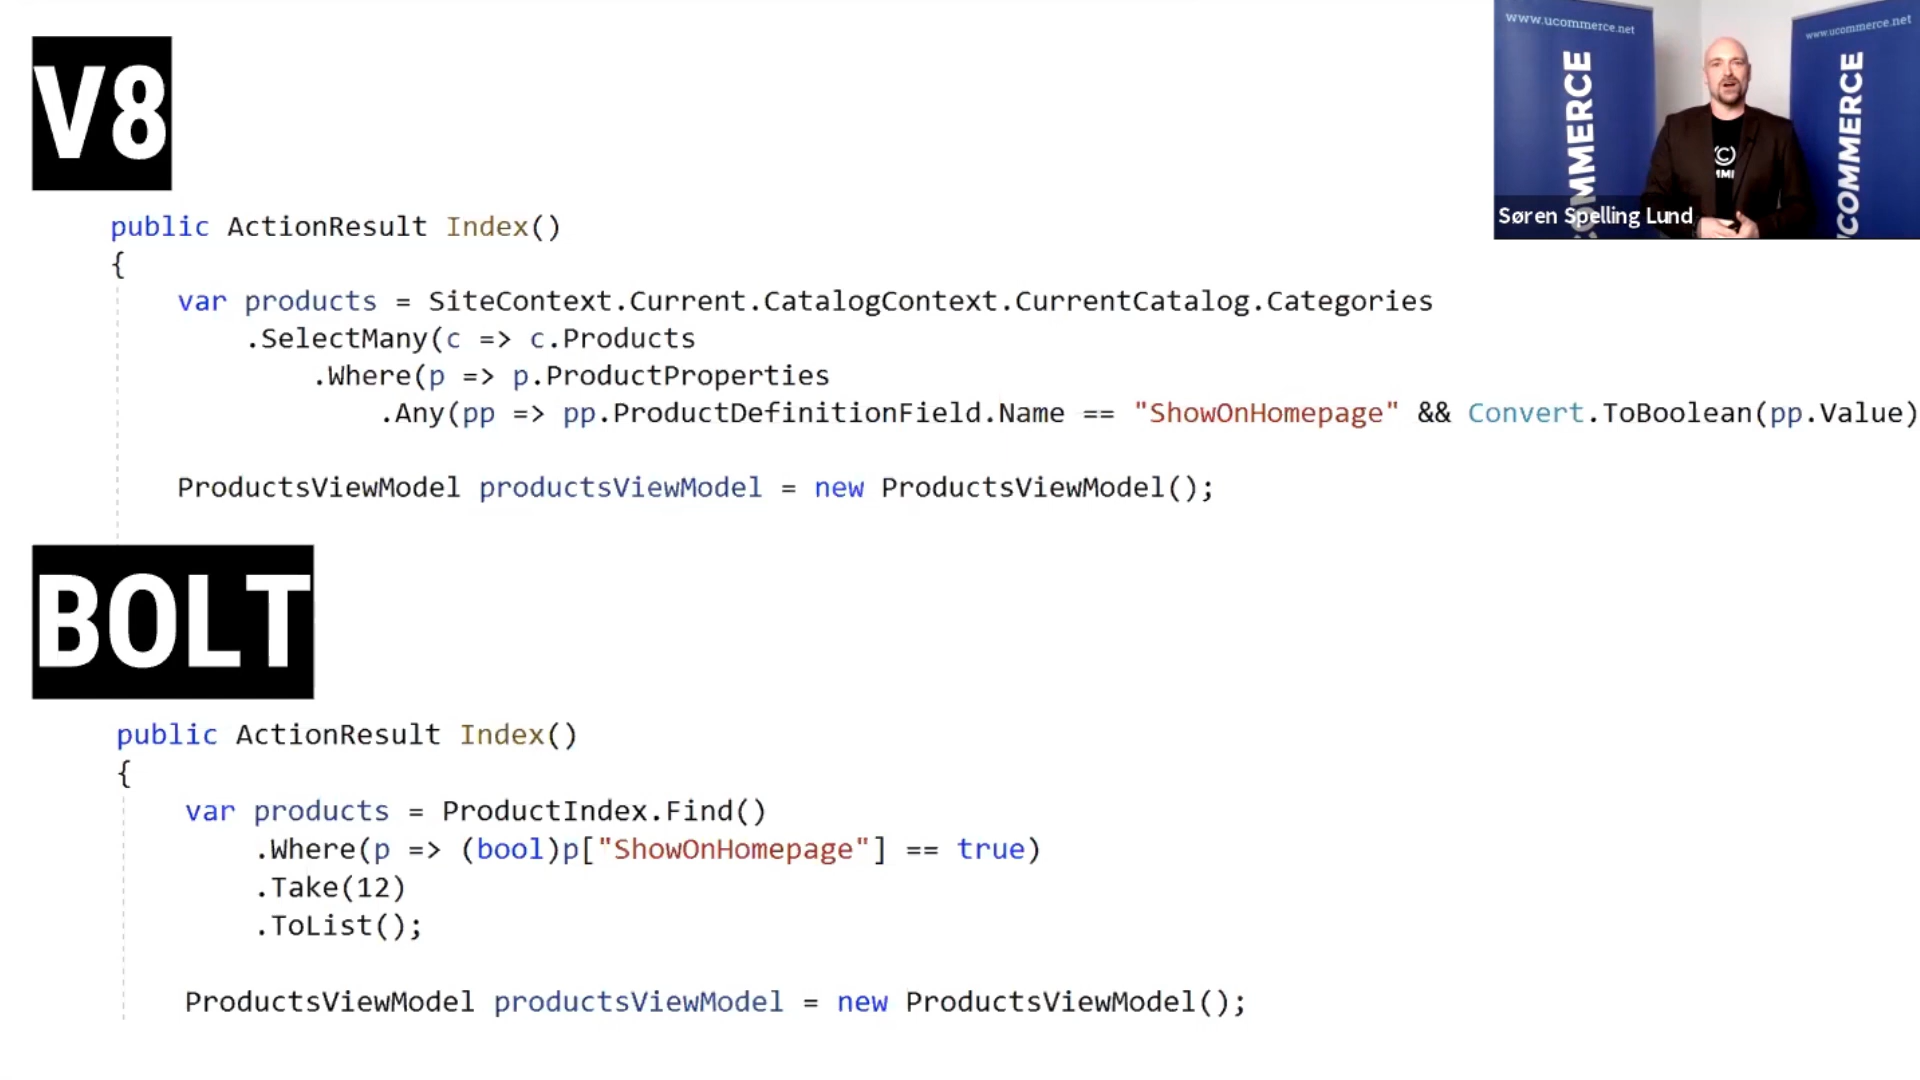 V8
public ActionResult Index()
{
var products = SiteContext.Current.CatalogContext.CurrentCatalog.Categories
.SelectMany(c => c.Products
.Where(p => p.ProductProperties
.Any(pp => pp.ProductDefinitionField.Name == "ShowOnHomepage" && Convert.ToBoolean(pp.Value)
ProductsViewModel productsViewModel = new ProductsViewModel();
www.ucommerce.net
www.ucommerce.net
COMMERCE
UCOMMERCE
(C)
MM
Søren Spelling Lund
BOLT
public ActionResult Index()
{
var products = ProductIndex.Find()
.Where(p => (bool)p["ShowOnHomepage"] == true)
.Take(12)
.ToList();
ProductsViewModel productsViewModel = new ProductsViewModel();